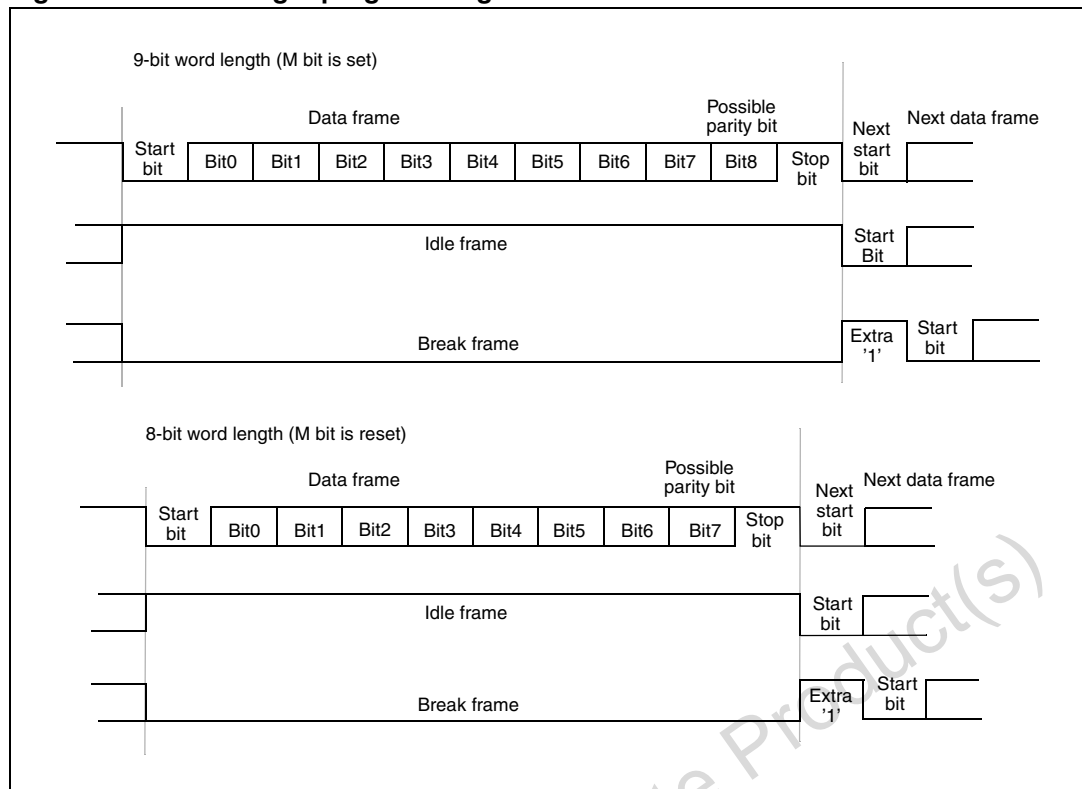 9-bit word length (M bit is set)
Data frame
Possible
parity bit
Next data frame
Start
bit
Bit0
Bit1
Bit2
Bit3
Bit4
Bit5
Bit6
Bit7
Bit8
Stop
bit
Next
start
bit
Idle frame
Start
Bit
Break frame
Extra
'1'
Start
bit
8-bit word length (M bit is reset)
Data frame
Possible
parity bit
Next data frame
Start
bit
Bit0
Bit1
Bit2
Bit3
Bit4
Bit5
Bit6
Bit7
Stop
bit
Next
start
bit
Idle frame
Start
bit
Break frame
Extra
'1'
Start
bit
Product(s)